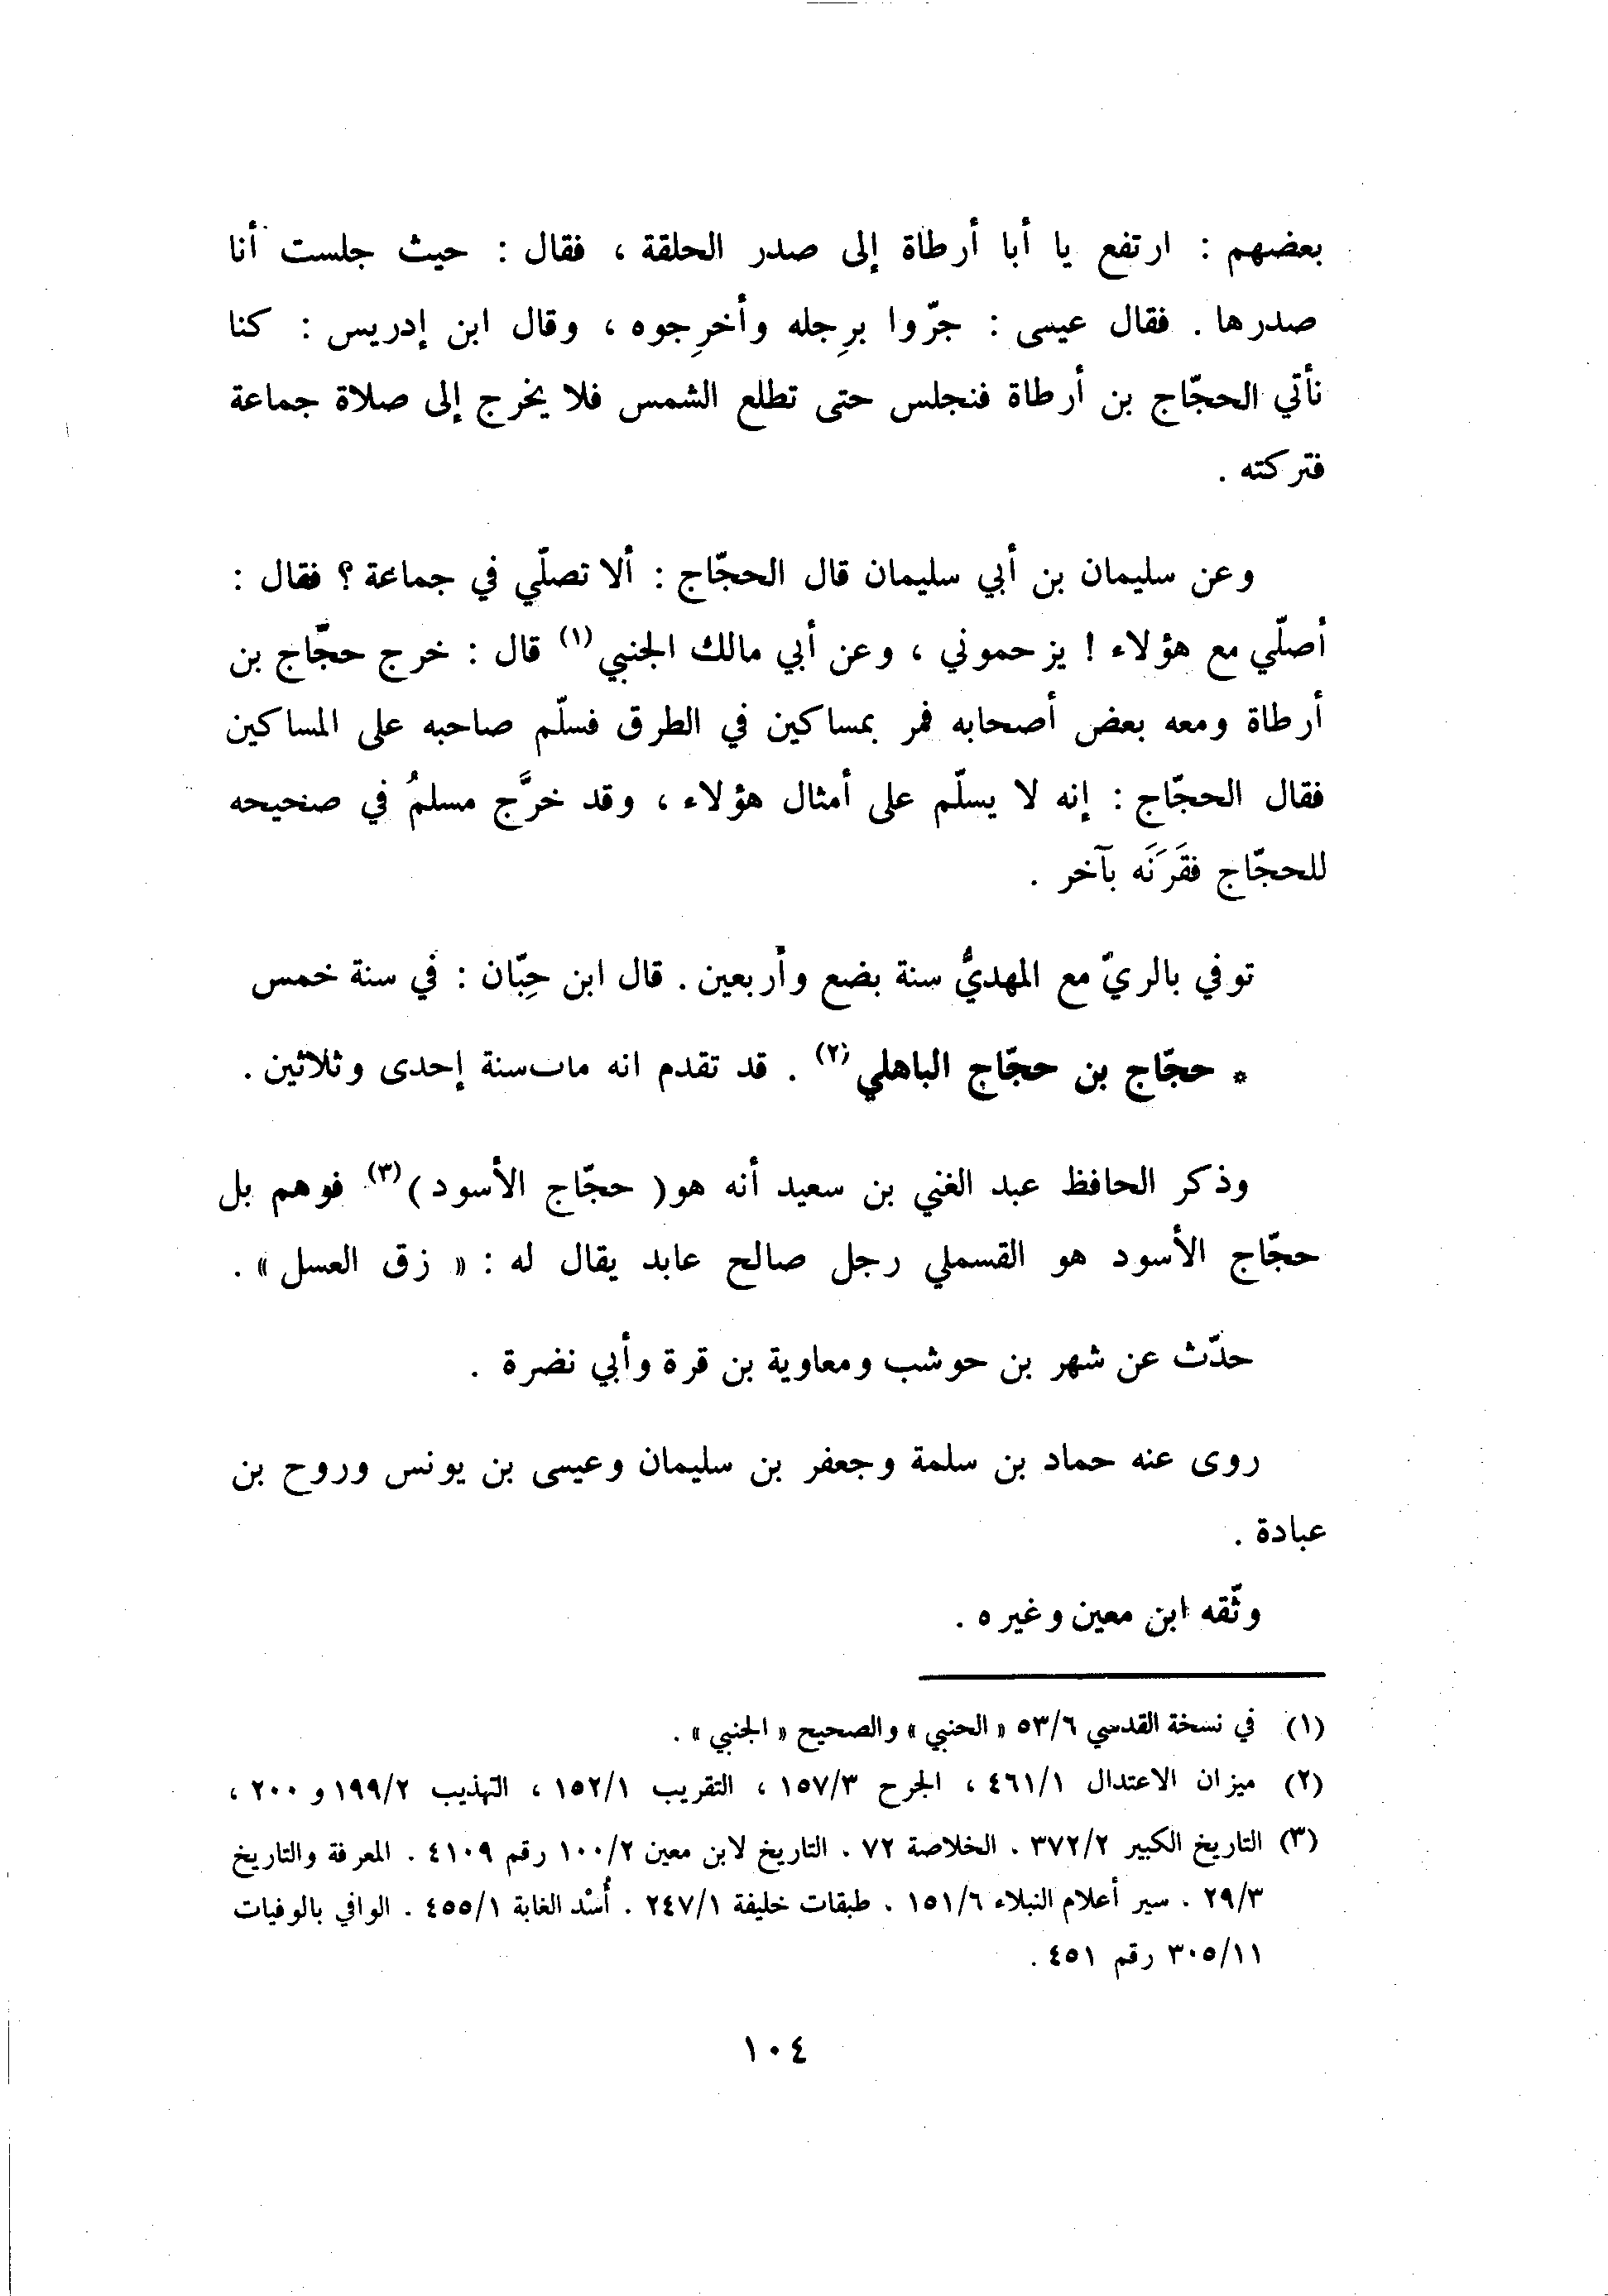 بعضهم : ارتفع يا أبا أرطاة إلى صدر الحلقة ، فقال : حيث جلست أنا
صدرها . فقال عيسى : جرّوا برِجله وأخرِجوه ، وقال ابن إدريس : كنا
نأتي الحجّاج بن أرطاة فنجلس حتى تطلع الشمس فلا يخرج إلى صلاة جماعة
فتركته .
وعن سليمان بن أبي سليمان قال الحجّاج : ألا تصلّي في جماعة ؟ فقال :
أصلّي مع هؤلاء ! يزحموني ، وعن أبي مالك الجنبي (١) قال : خرج حجّاج بن
أرطاة ومعه بعض أصحابه فمر بمساكين في الطرق فسلّم صاحبه على المساكين
فقال الحجّاج : إنه لا يسلّم على أمثال هؤلاء ، وقد خرَّج مسلمُ في صحيحه
للحجّاج فقَرَنَه بآخر .
توفي بالريّ مع المهديُّ سنة بضع وأربعين . قال ابن حِبّان : في سنة خمس
* حجّاج بن حجّاج الباهلي (٢) . قد تقدم انه مات سنة إحدى وثلاثين .
وذكر الحافظ عبد الغني بن سعيد أنه هو ( حجّاج الأسود ) (٣) فوهم بل
حجّاج الأسود هو القسملي رجل صالح عابد يقال له : « زق العسل » .
حدّث عن شهر بن حوشب ومعاوية بن قرة وأبي نضرة .
روى عنه حماد بن سلمة وجعفر بن سليمان وعيسى بن يونس وروح بن
عبادة .
وثّقه ابن معين وغيره .
(١) في نسخة القدسي ٥٣/٦ « الحنبي » والصحيح « الجنبي » .
(٢) ميزان الاعتدال ٤٦١/١ ، الجرح ١٥٧/٣ ، التقريب ١٥٢/١ ، التهذيب ١٩٩/٢ و ٢٠٠ ،
(٣) التاريخ الكبير ٣٧٢/٢ . الخلاصة ٧٢ . التاريخ لابن معين ١٠٠/٢ رقم ٤١٠٩ . المعرفة والتاريخ
٢٩/٣ . سير أعلام النبلاء ١٥١/٦ . طبقات خليفة ٢٤٧/١ . أُسْد الغابة ٤٥٥/١ . الوافي بالوفيات
٣٠٥/١١ رقم ٤٥١ .
١٠٤